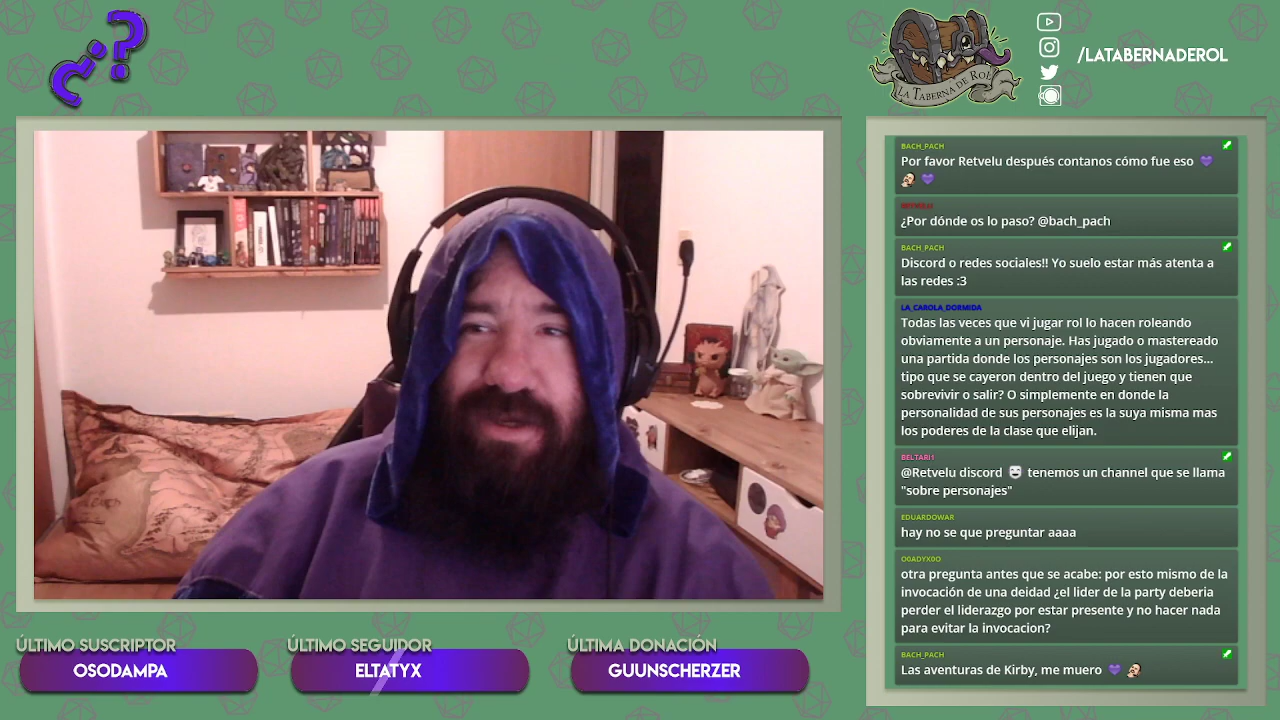 ¿?
LA TABERNA DE ROL
/LATABERNADEROL
BACH_PACH
Por favor Retvelu después contanos cómo fue eso
RETVELU
¿Por dónde os lo paso? @bach_pach
BACH_PACH
Discord o redes sociales!! Yo suelo estar más atenta a
las redes :3
LA_CAROLA_DORMIDA
Todas las veces que vi jugar rol lo hacen roleando
obviamente a un personaje. Has jugado o mastereado
una partida donde los personajes son los jugadores...
tipo que se cayeron dentro del juego y tienen que
sobrevivir o salir? O simplemente en donde la
personalidad de sus personajes es la suya misma mas
los poderes de la clase que elijan.
BELTARI1
@Retvelu discord tenemos un channel que se llama
"sobre personajes"
EDUARDOWAR
hay no se que preguntar aaaa
otra pregunta antes que se acabe: por esto mismo de la
invocación de una deidad ¿el lider de la party deberia
perder el liderazgo por estar presente y no hacer nada
para evitar la invocacion?
BACH_PACH
Las aventuras de Kirby, me muero
ÚLTIMO SUSCRIPTOR
OSODAMPA
ÚLTIMO SEGUIDOR
ELTATYX
ÚLTIMA DONACIÓN
GUUNSCHERZER